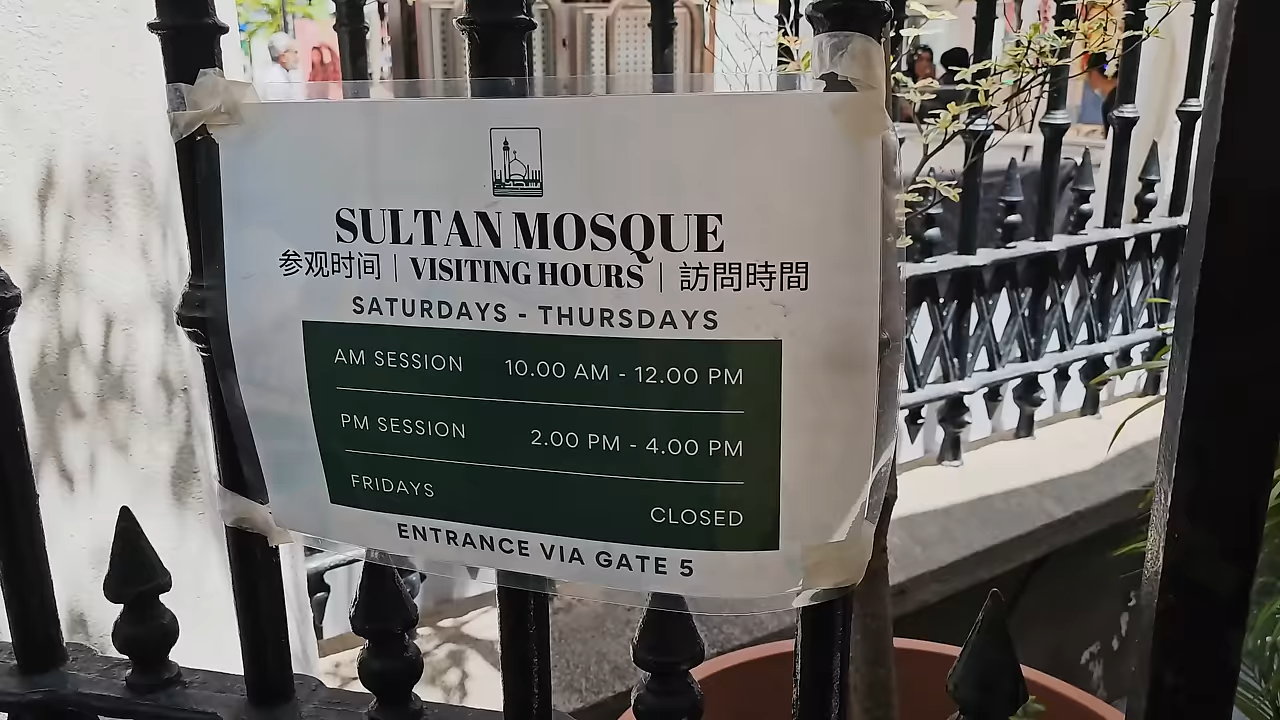 SULTAN MOSQUE
参观时间 | VISITING HOURS | 訪問時間
SATURDAYS - THURSDAYS
AM SESSION 10.00 AM - 12.00 PM
PM SESSION 2.00 PM - 4.00 PM
FRIDAYS CLOSED
ENTRANCE VIA GATE 5